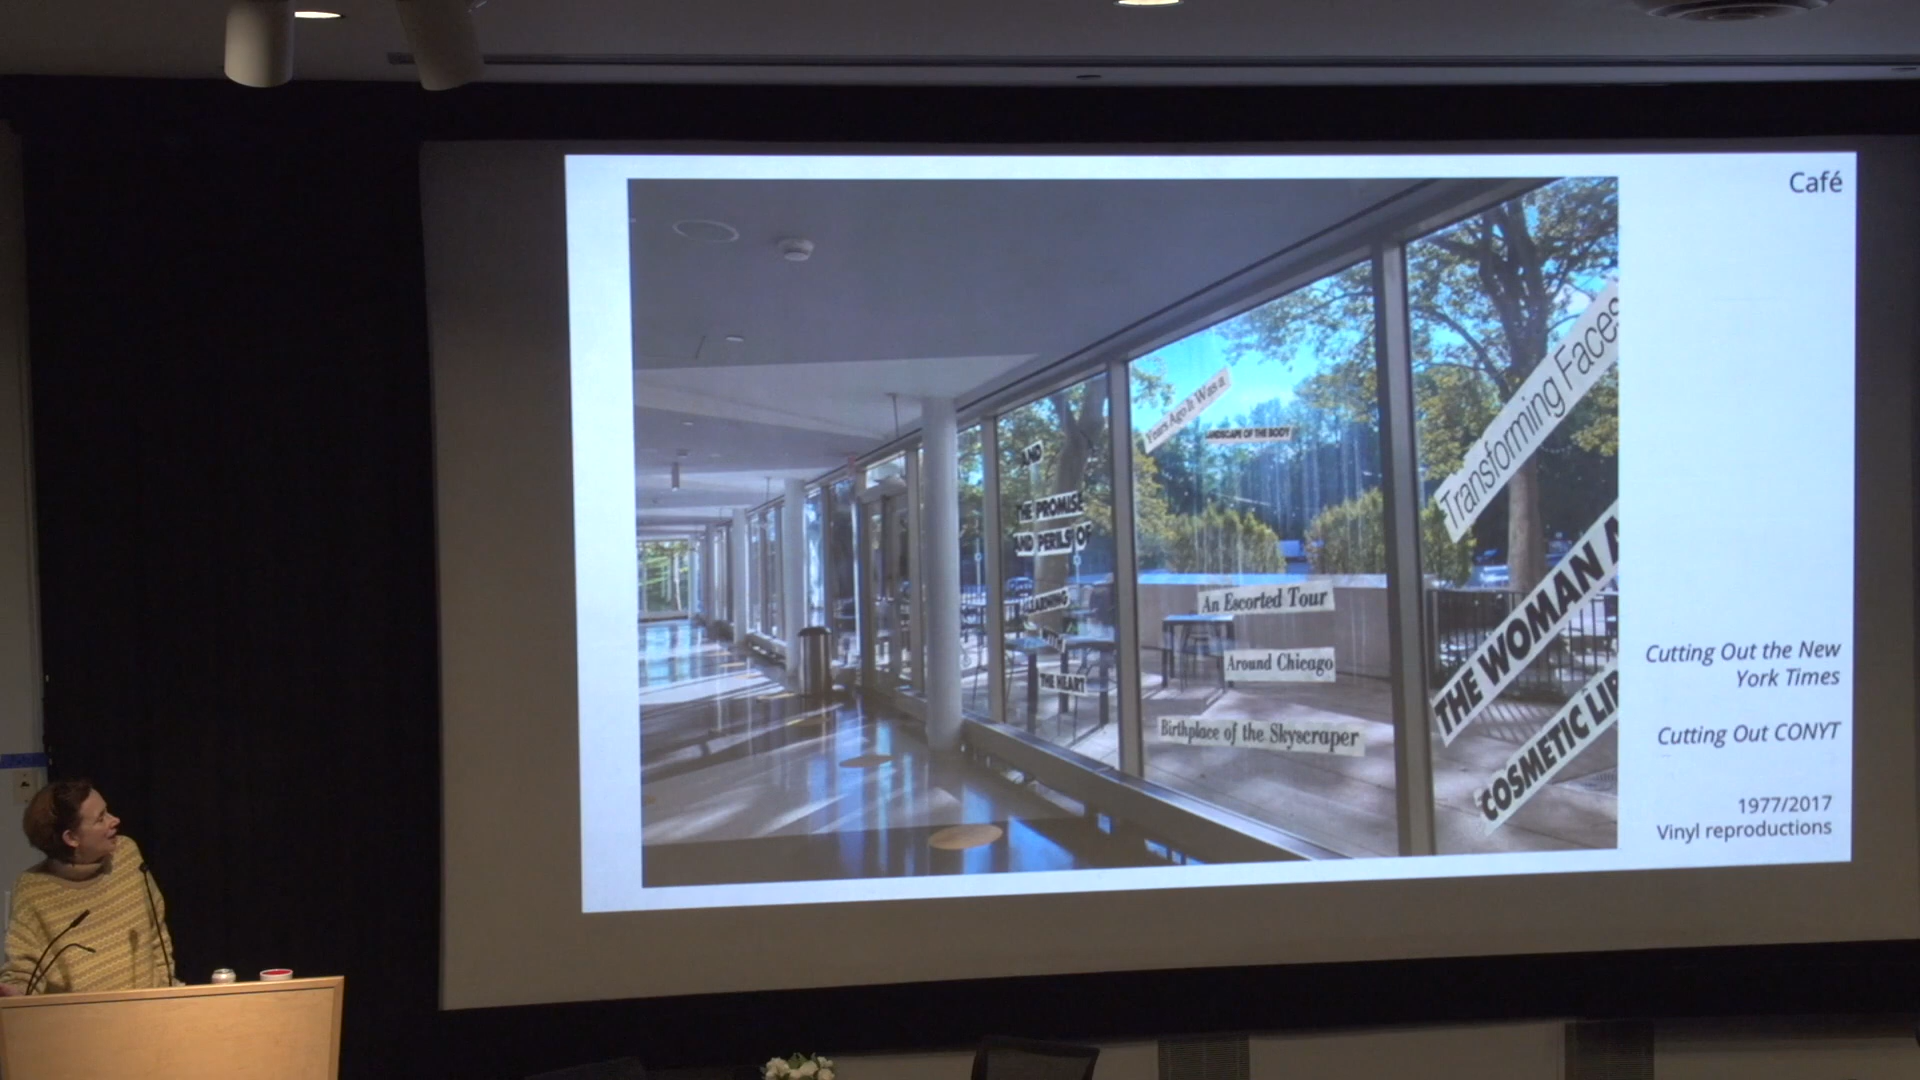 Café
Years Ago It Was a
LANDSCAPE OF THE BODY
Transforming Faces
AND
THE PROMISE
AND PERILS OF
LEARNING
THE HEART
An Escorted Tour
Around Chicago
Birthplace of the Skyscraper
THE WOMAN
COSMETIC
Cutting Out the New
York Times
Cutting Out CONYT
1977/2017
Vinyl reproductions